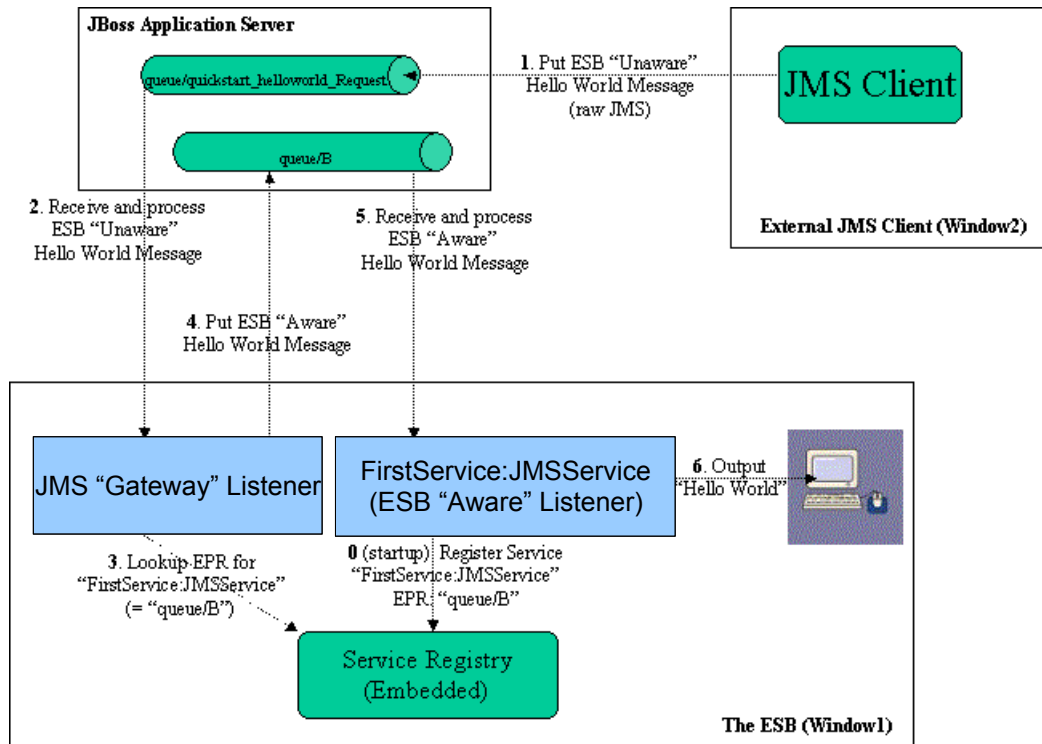 JBoss Application Server
queue/quickstart_helloworld_Request
queue/B
1. Put ESB “Unaware”
Hello World Message
(raw JMS)
JMS Client
External JMS Client (Window2)
2. Receive and process
ESB “Unaware”
Hello World Message
5. Receive and process
ESB “Aware”
Hello World Message
4. Put ESB “Aware”
Hello World Message
JMS “Gateway” Listener
FirstService:JMSService
(ESB “Aware” Listener)
6. Output
“Hello World”
3. Lookup EPR for
“FirstService:JMSService”
(= “queue/B”)
0 (startup) Register Service
“FirstService:JMSService”
EPR: “queue/B”
Service Registry
(Embedded)
The ESB (Window1)